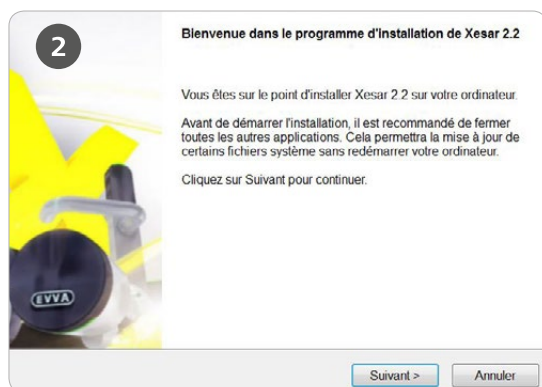 2
Bienvenue dans le programme d'installation de Xesar 2.2
Vous êtes sur le point d'installer Xesar 2.2 sur votre ordinateur.
Avant de démarrer l'installation, il est recommandé de fermer
toutes les autres applications. Cela permettra la mise à jour de
certains fichiers système sans redémarrer votre ordinateur.
Cliquez sur Suivant pour continuer.
EVVA
Suivant >
Annuler